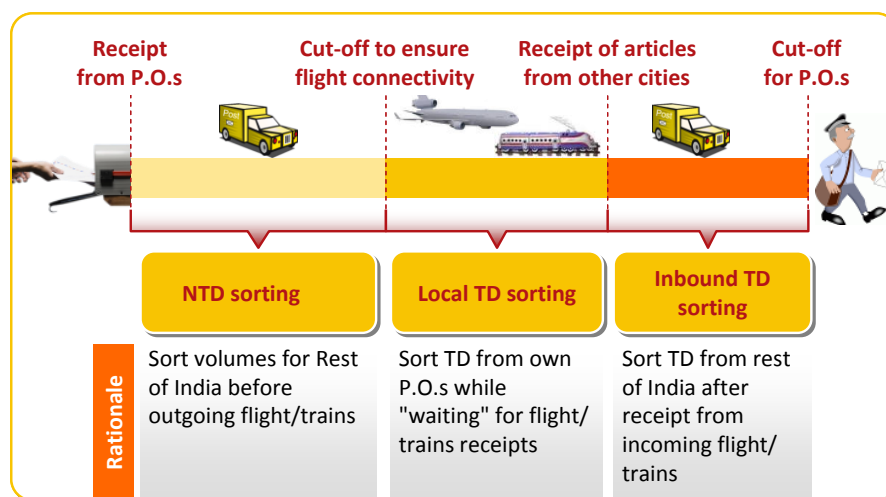 Receipt
from P.O.s
Cut-off to ensure
flight connectivity
Receipt of articles
from other cities
Cut-off
for P.O.s
Post
Post
NTD sorting
Local TD sorting
Inbound TD
sorting
Rationale
Sort volumes for Rest
of India before
outgoing flight/trains
Sort TD from own
P.O.s while
"waiting" for flight/
trains receipts
Sort TD from rest
of India after
receipt from
incoming flight/
trains